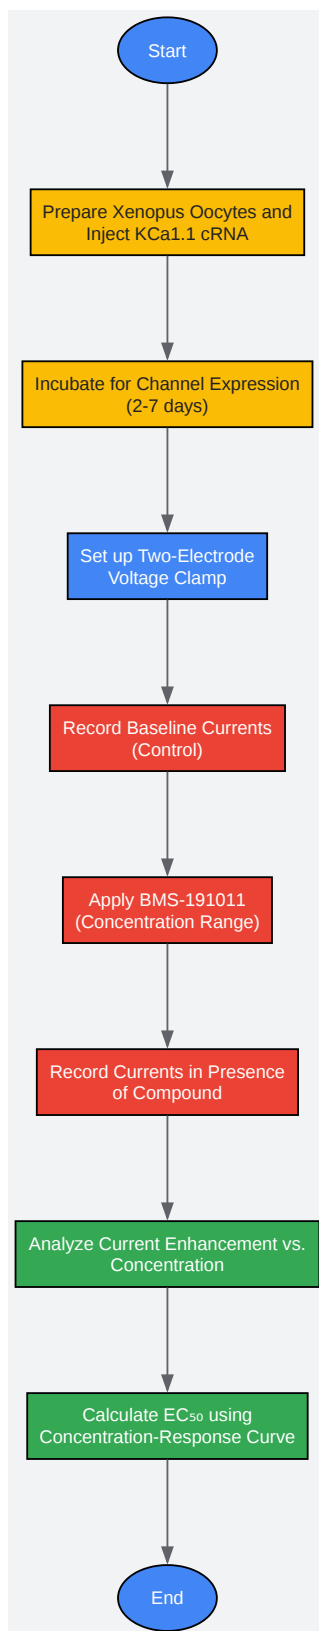 Start
Prepare Xenopus Oocytes and
Inject KCa1.1 cRNA
Incubate for Channel Expression
(2-7 days)
Set up Two-Electrode
Voltage Clamp
Record Baseline Currents
(Control)
Apply BMS-191011
(Concentration Range)
Record Currents in Presence
of Compound
Analyze Current Enhancement vs.
Concentration
Calculate EC₅₀ using
Concentration-Response Curve
End